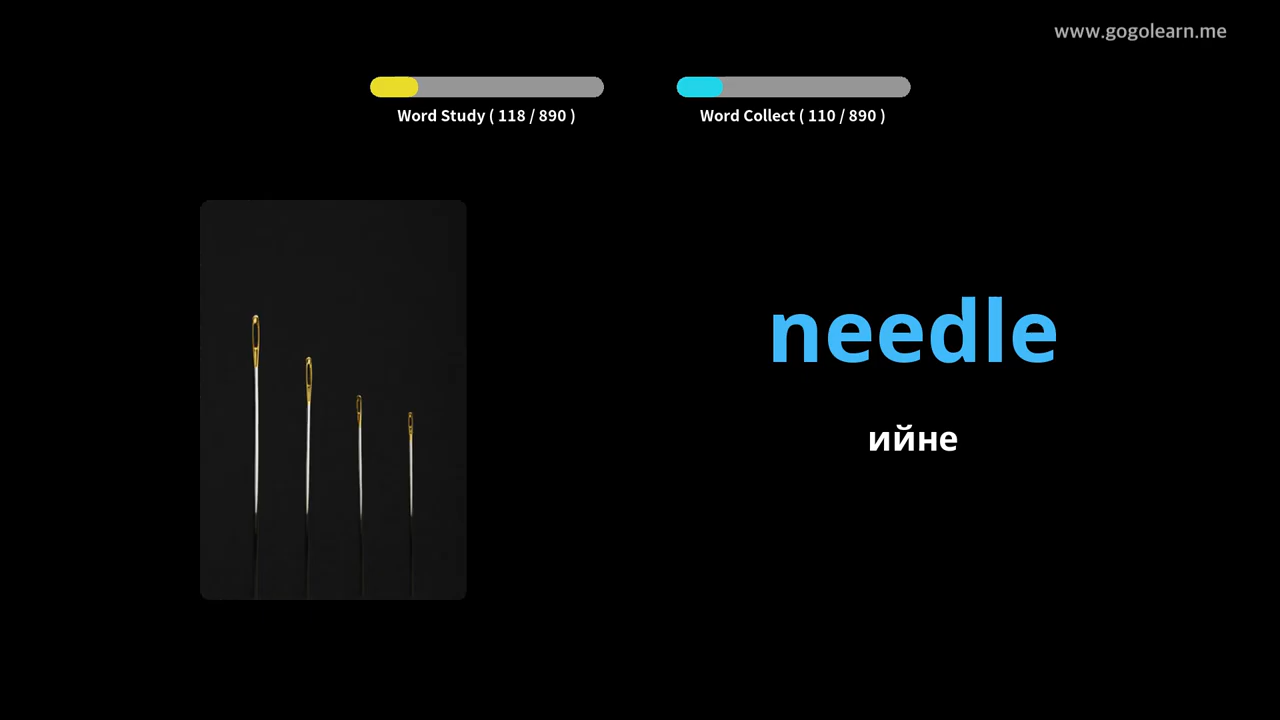 www.gogolearn.me
Word Study ( 118 / 890 )
Word Collect ( 110 / 890 )
needle
ийне